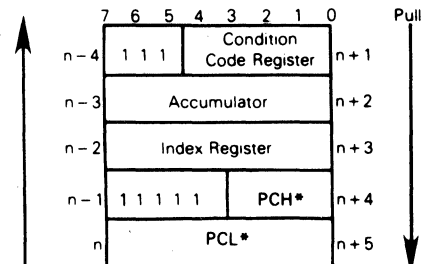 7 6 5 4 3 2 1 0 Pull
n – 4 1 1 1 Condition Code Register n + 1
n – 3 Accumulator n + 2
n – 2 Index Register n + 3
n – 1 1 1 1 1 1 PCH* n + 4
n PCL* n + 5